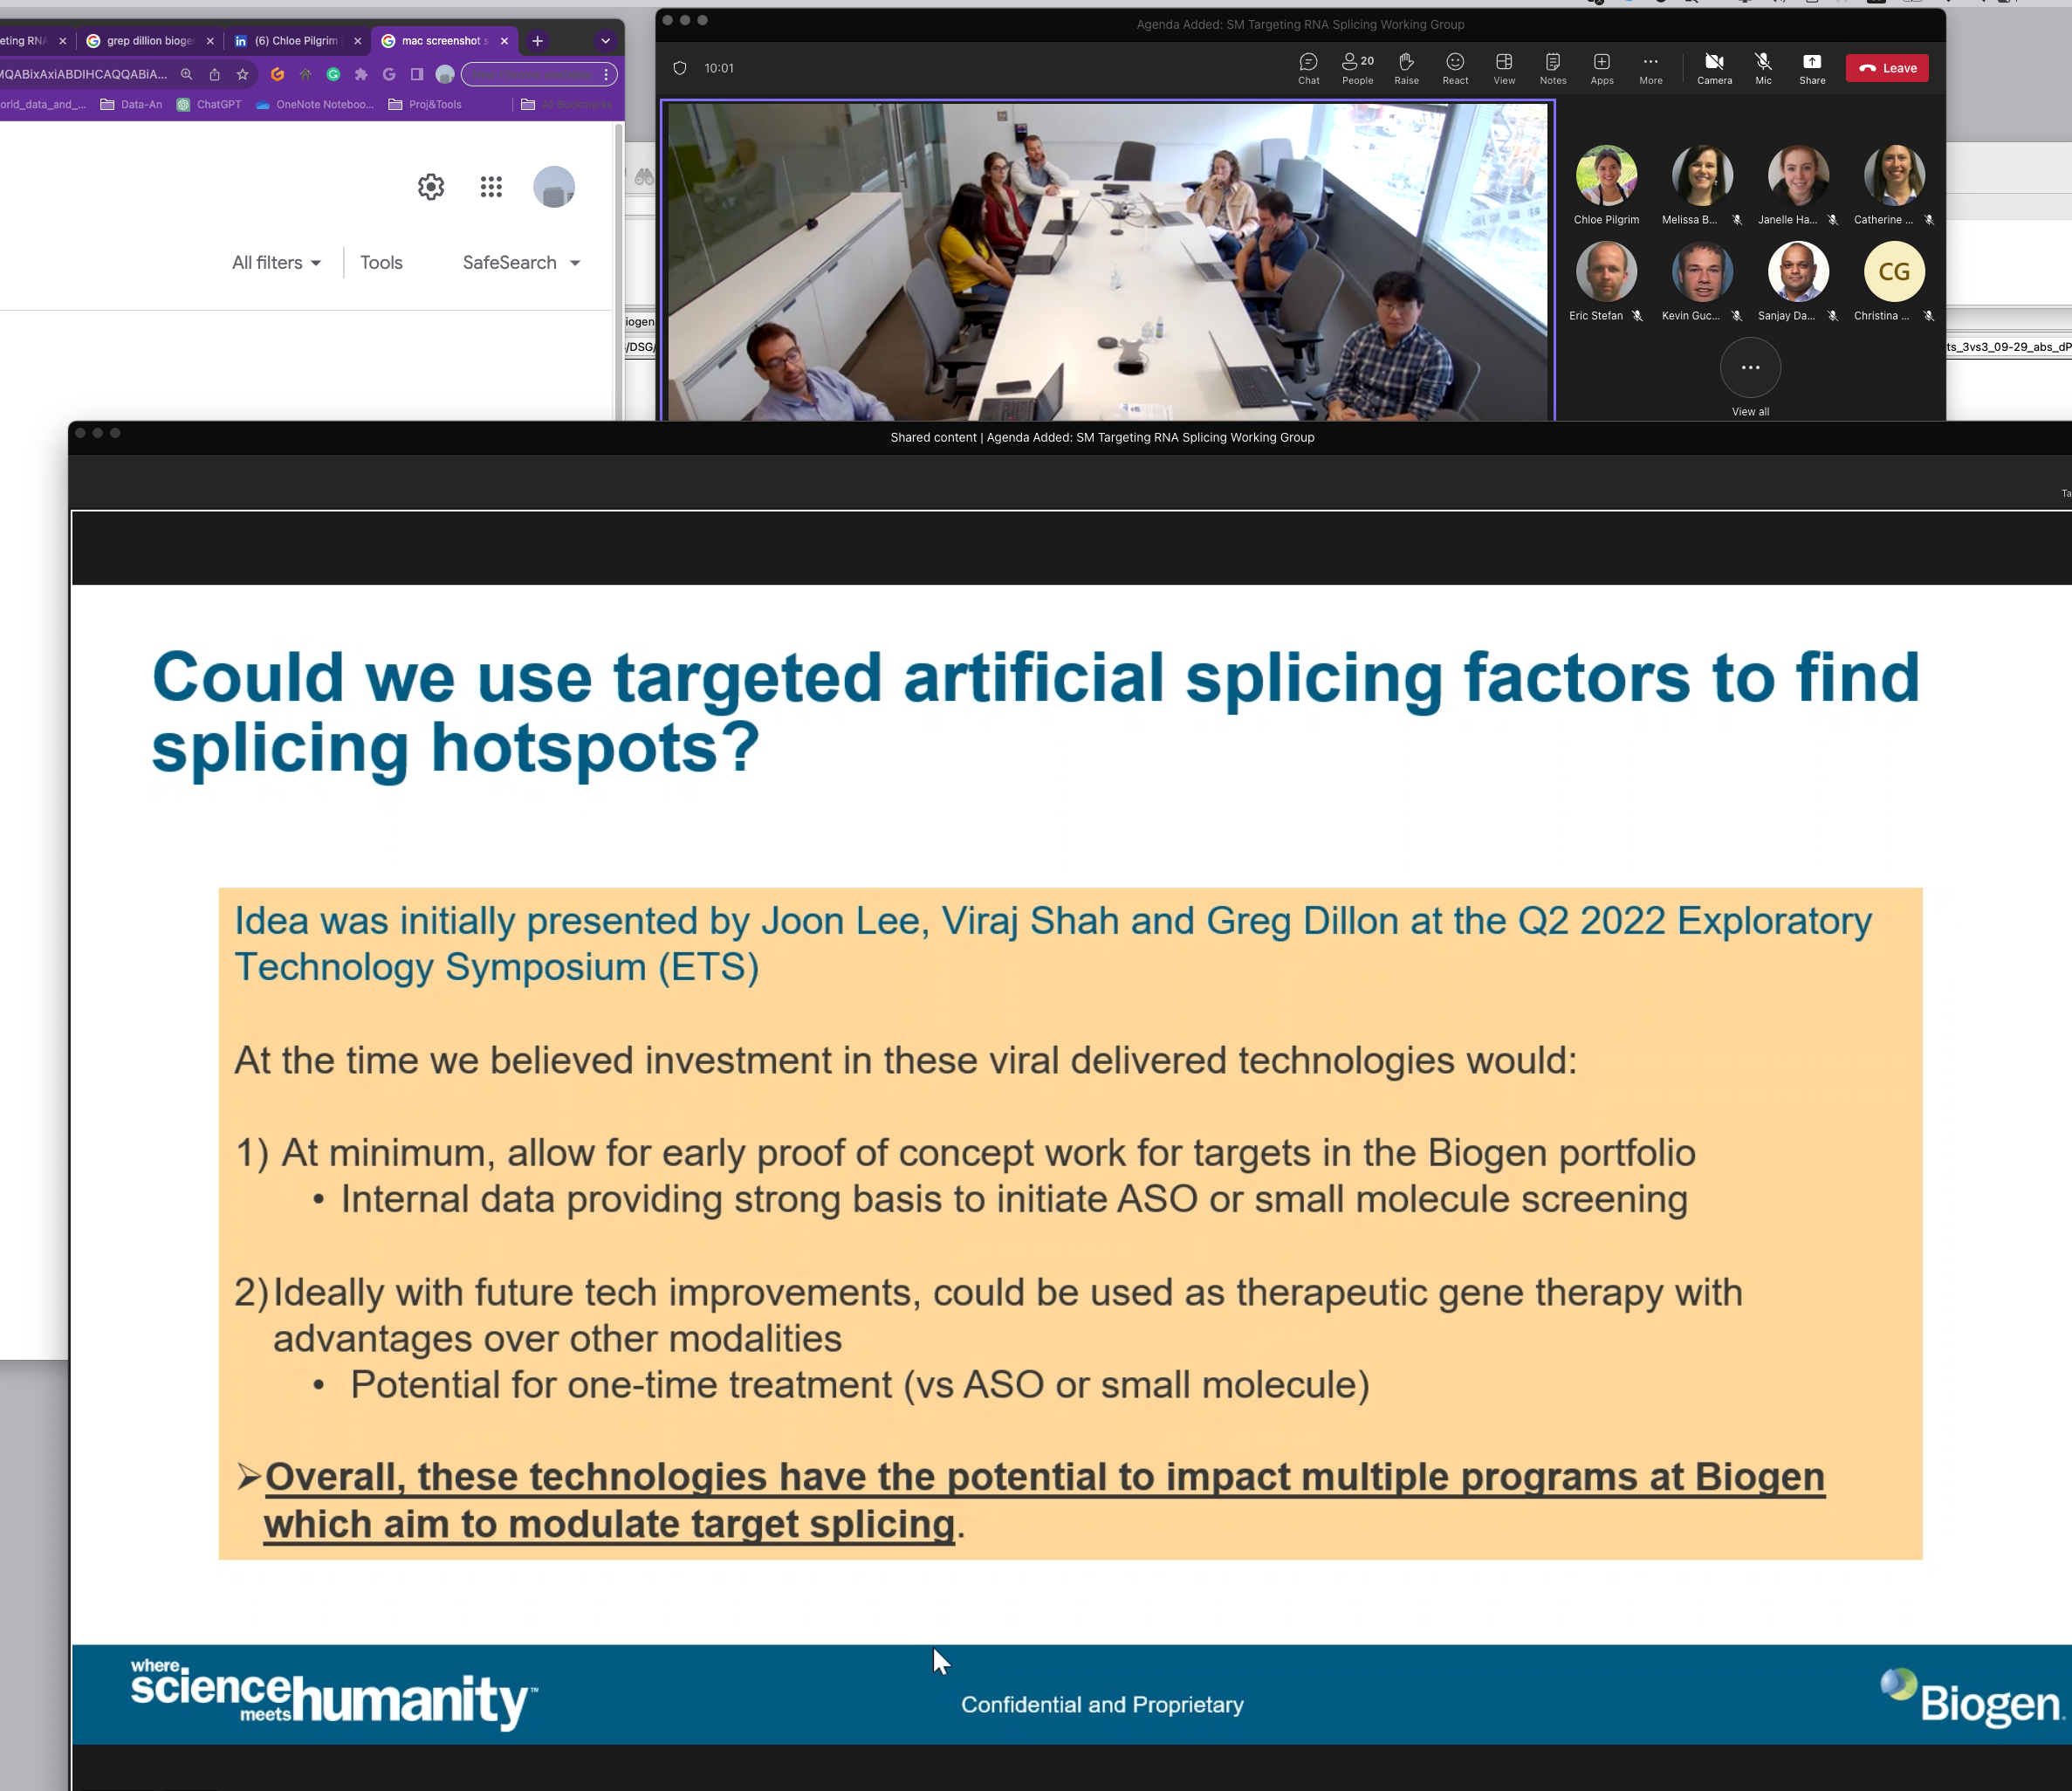 eting RNA
grep dillion bioge
(6) Chloe Pilgrim
mac screenshot s
MQABixAxiABDIHCAQQABiA...
orld_data_and_...
Data-An
ChatGPT
OneNote Noteboo...
Proj&Tools
All Bookmarks
All filters
Tools
SafeSearch
iogen
/DSG/
ts_3vs3_09-29_abs_dP
Agenda Added: SM Targeting RNA Splicing Working Group
10:01
Chat
People
20
Raise
React
View
Notes
Apps
More
Camera
Mic
Share
Leave
Chloe Pilgrim
Melissa B...
Janelle Ha...
Catherine ...
CG
Eric Stefan
Kevin Guc...
Sanjay Da...
Christina ...
View all
Shared content | Agenda Added: SM Targeting RNA Splicing Working Group
Ta
Could we use targeted artificial splicing factors to find
splicing hotspots?
Idea was initially presented by Joon Lee, Viraj Shah and Greg Dillon at the Q2 2022 Exploratory
Technology Symposium (ETS)
At the time we believed investment in these viral delivered technologies would:
1) At minimum, allow for early proof of concept work for targets in the Biogen portfolio
• Internal data providing strong basis to initiate ASO or small molecule screening
2) Ideally with future tech improvements, could be used as therapeutic gene therapy with
advantages over other modalities
• Potential for one-time treatment (vs ASO or small molecule)
➢Overall, these technologies have the potential to impact multiple programs at Biogen
which aim to modulate target splicing.
where
science
meets
humanity™
Confidential and Proprietary
Biogen.